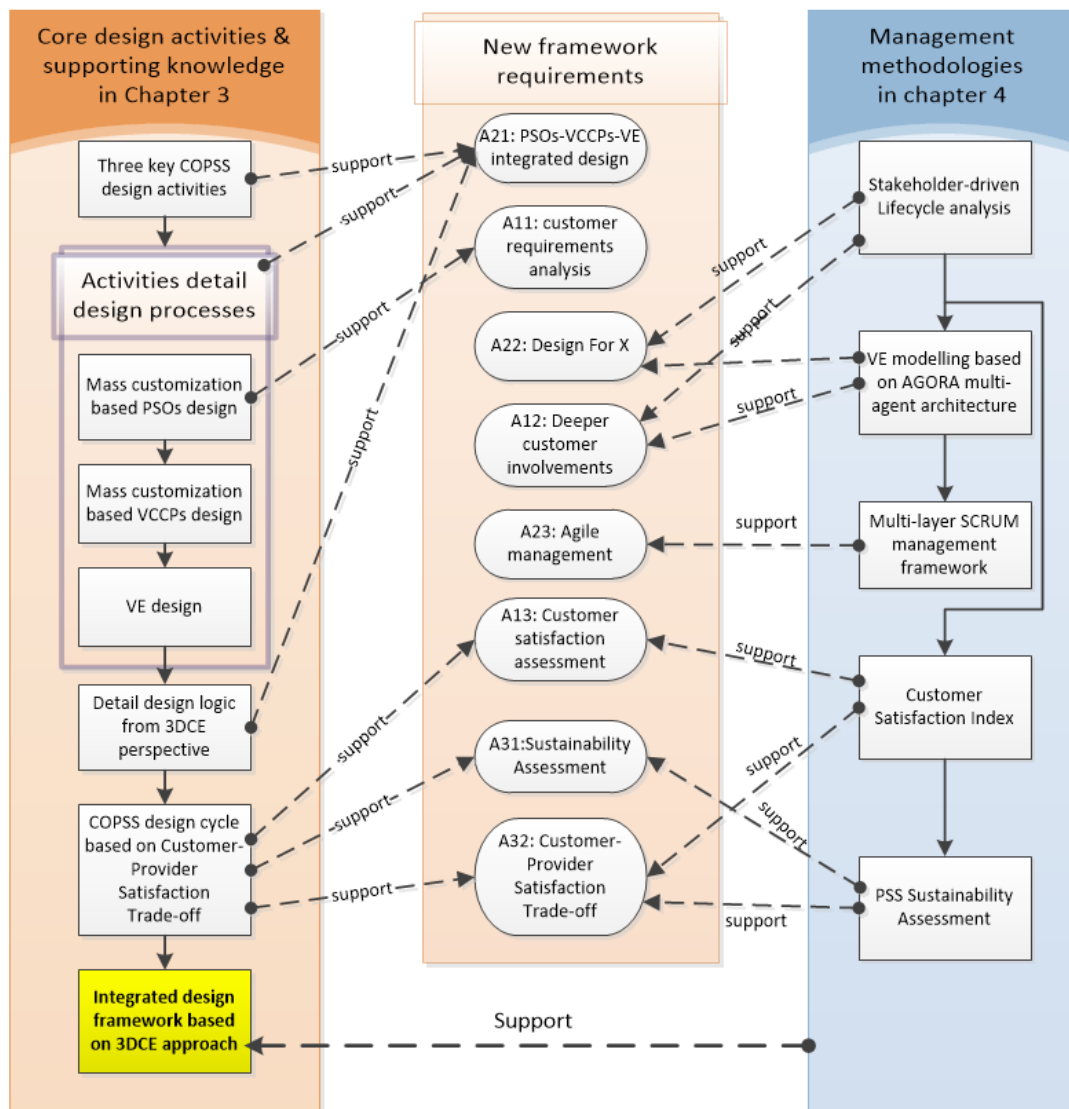 Core design activities &
supporting knowledge
in Chapter 3
New framework
requirements
Management
methodologies
in chapter 4
Three key COPSS
design activities
Activities detail
design processes
Mass customization
based PSOs design
Mass customization
based VCCPs design
VE design
Detail design logic
from 3DCE
perspective
COPSS design cycle
based on Customer-
Provider
Satisfaction
Trade-off
Integrated design
framework based
on 3DCE approach
support
support
support
support
support
support
support
A21: PSOs-VCCPs-VE
integrated design
A11: customer
requirements
analysis
A22: Design For X
A12: Deeper
customer
involvements
A23: Agile
management
A13: Customer
satisfaction
assessment
A31:Sustainability
Assessment
A32: Customer-
Provider
Satisfaction
Trade-off
Support
support
support
support
support
support
support
support
support
Stakeholder-driven
Lifecycle analysis
VE modelling based
on AGORA multi-
agent architecture
Multi-layer SCRUM
management
framework
Customer
Satisfaction Index
PSS Sustainability
Assessment